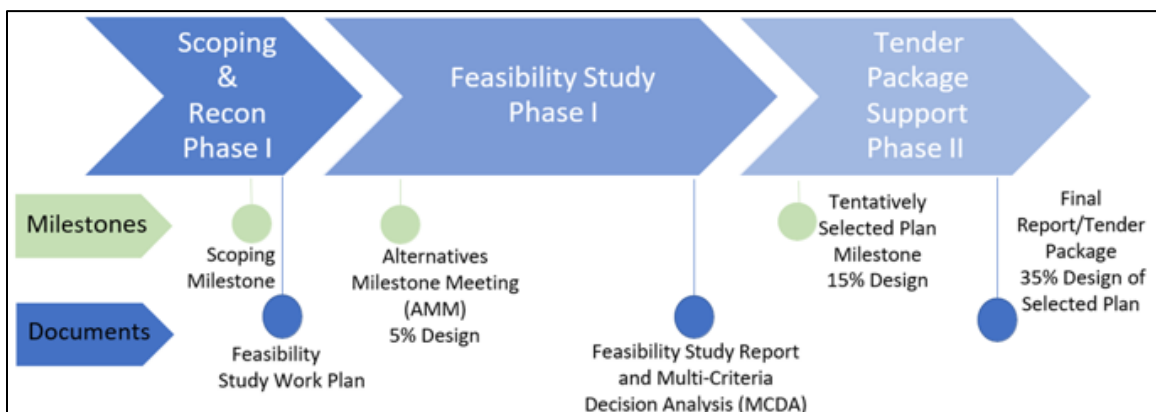 Scoping
&
Recon
Phase I
Feasibility Study
Phase I
Tender
Package
Support
Phase II
Milestones
Scoping
Milestone
Alternatives
Milestone Meeting
(AMM)
5% Design
Tentatively
Selected Plan
Milestone
15% Design
Final
Report/Tender
Package
35% Design of
Selected Plan
Documents
Feasibility
Study Work Plan
Feasibility Study Report
and Multi-Criteria
Decision Analysis (MCDA)